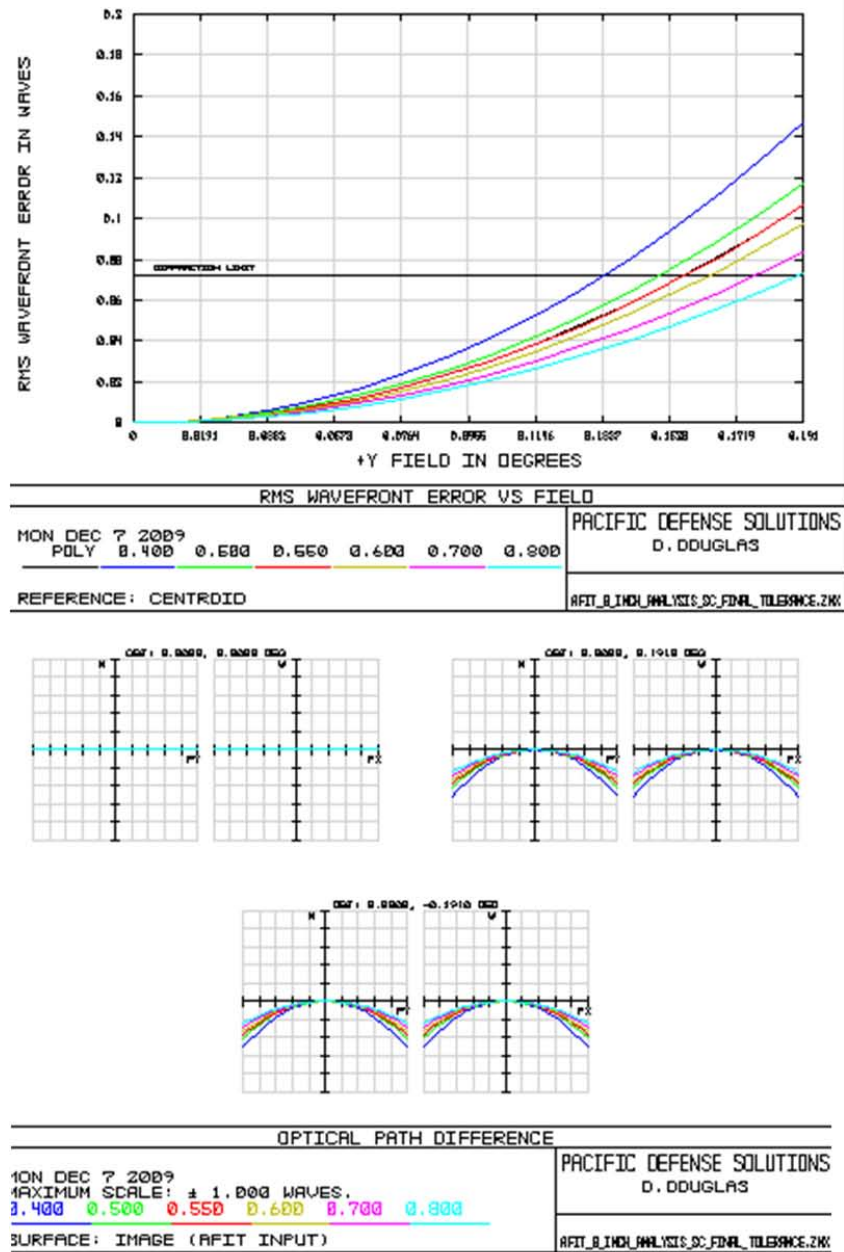 0.2
0.18
0.16
0.14
0.12
0.1
0.08
0.06
0.04
0.02
0
RMS WAVEFRONT ERROR IN WAVES
DIFFRACTION LIMIT
0 0.0191 0.0382 0.0573 0.0764 0.0955 0.1146 0.1337 0.1528 0.1719 0.191
+Y FIELD IN DEGREES
RMS WAVEFRONT ERROR VS FIELD
MON DEC 7 2009
POLY 0.400 0.500 0.550 0.600 0.700 0.800
REFERENCE: CENTROID
PACIFIC DEFENSE SOLUTIONS
D.DOUGLAS
AFIT_8_INCH_ANALYSIS_SC_FINAL_TOLERANCE.ZMX
OBJ: 0.0000, 0.0000 DEG
W
PY
W
PX
OBJ: 0.0000, 0.1910 DEG
W
PY
W
PX
OBJ: 0.0000, -0.1910 DEG
W
PY
W
PX
OPTICAL PATH DIFFERENCE
MON DEC 7 2009
MAXIMUM SCALE: ± 1.000 WAVES.
0.400 0.500 0.550 0.600 0.700 0.800
SURFACE: IMAGE (AFIT INPUT)
PACIFIC DEFENSE SOLUTIONS
D.DOUGLAS
AFIT_8_INCH_ANALYSIS_SC_FINAL_TOLERANCE.ZMX